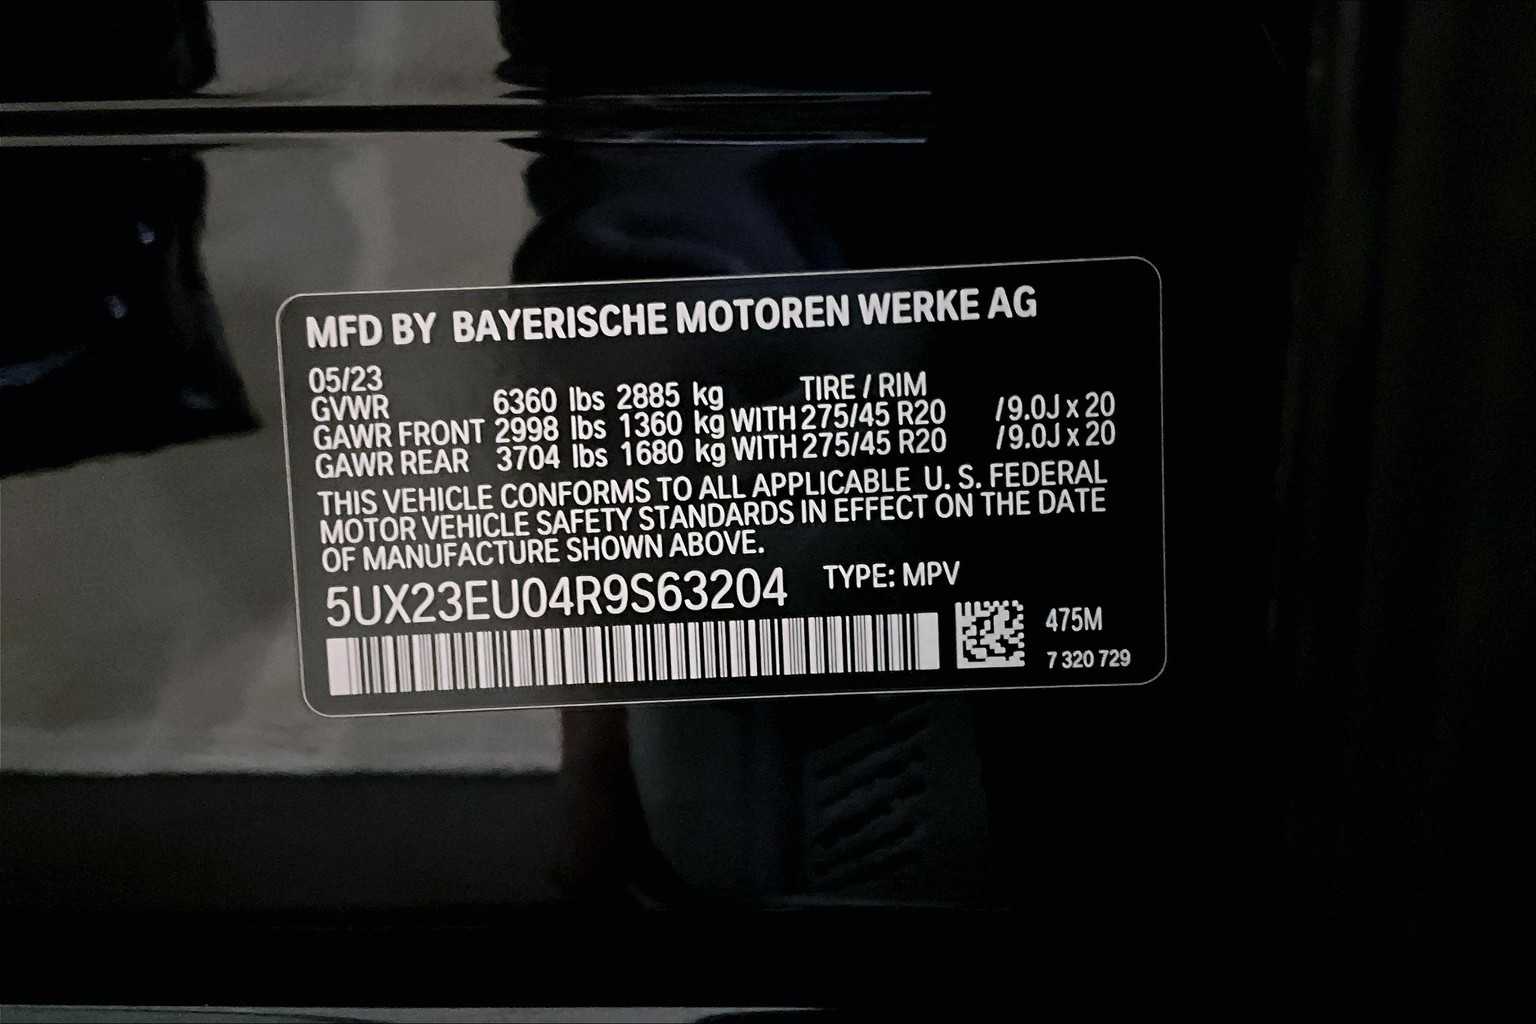 MFD BY BAYERISCHE MOTOREN WERKE AG
05/23 TIRE / RIM
GVWR 6360 lbs 2885 kg
GAWR FRONT 2998 lbs 1360 kg WITH 275/45 R20 / 9.0J x 20
GAWR REAR 3704 lbs 1680 kg WITH 275/45 R20 / 9.0J x 20
THIS VEHICLE CONFORMS TO ALL APPLICABLE U. S. FEDERAL
MOTOR VEHICLE SAFETY STANDARDS IN EFFECT ON THE DATE
OF MANUFACTURE SHOWN ABOVE.
5UX23EU04R9S63204 TYPE: MPV
475M
7 320 729